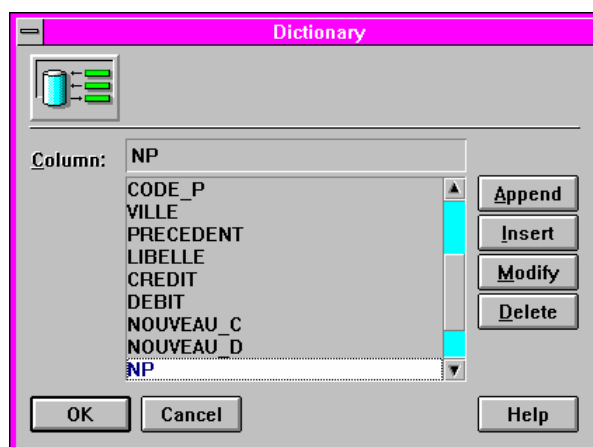 Dictionary
Column:
NP
CODE_P
VILLE
PRECEDENT
LIBELLE
CREDIT
DEBIT
NOUVEAU_C
NOUVEAU_D
NP
Append
Insert
Modify
Delete
OK
Cancel
Help